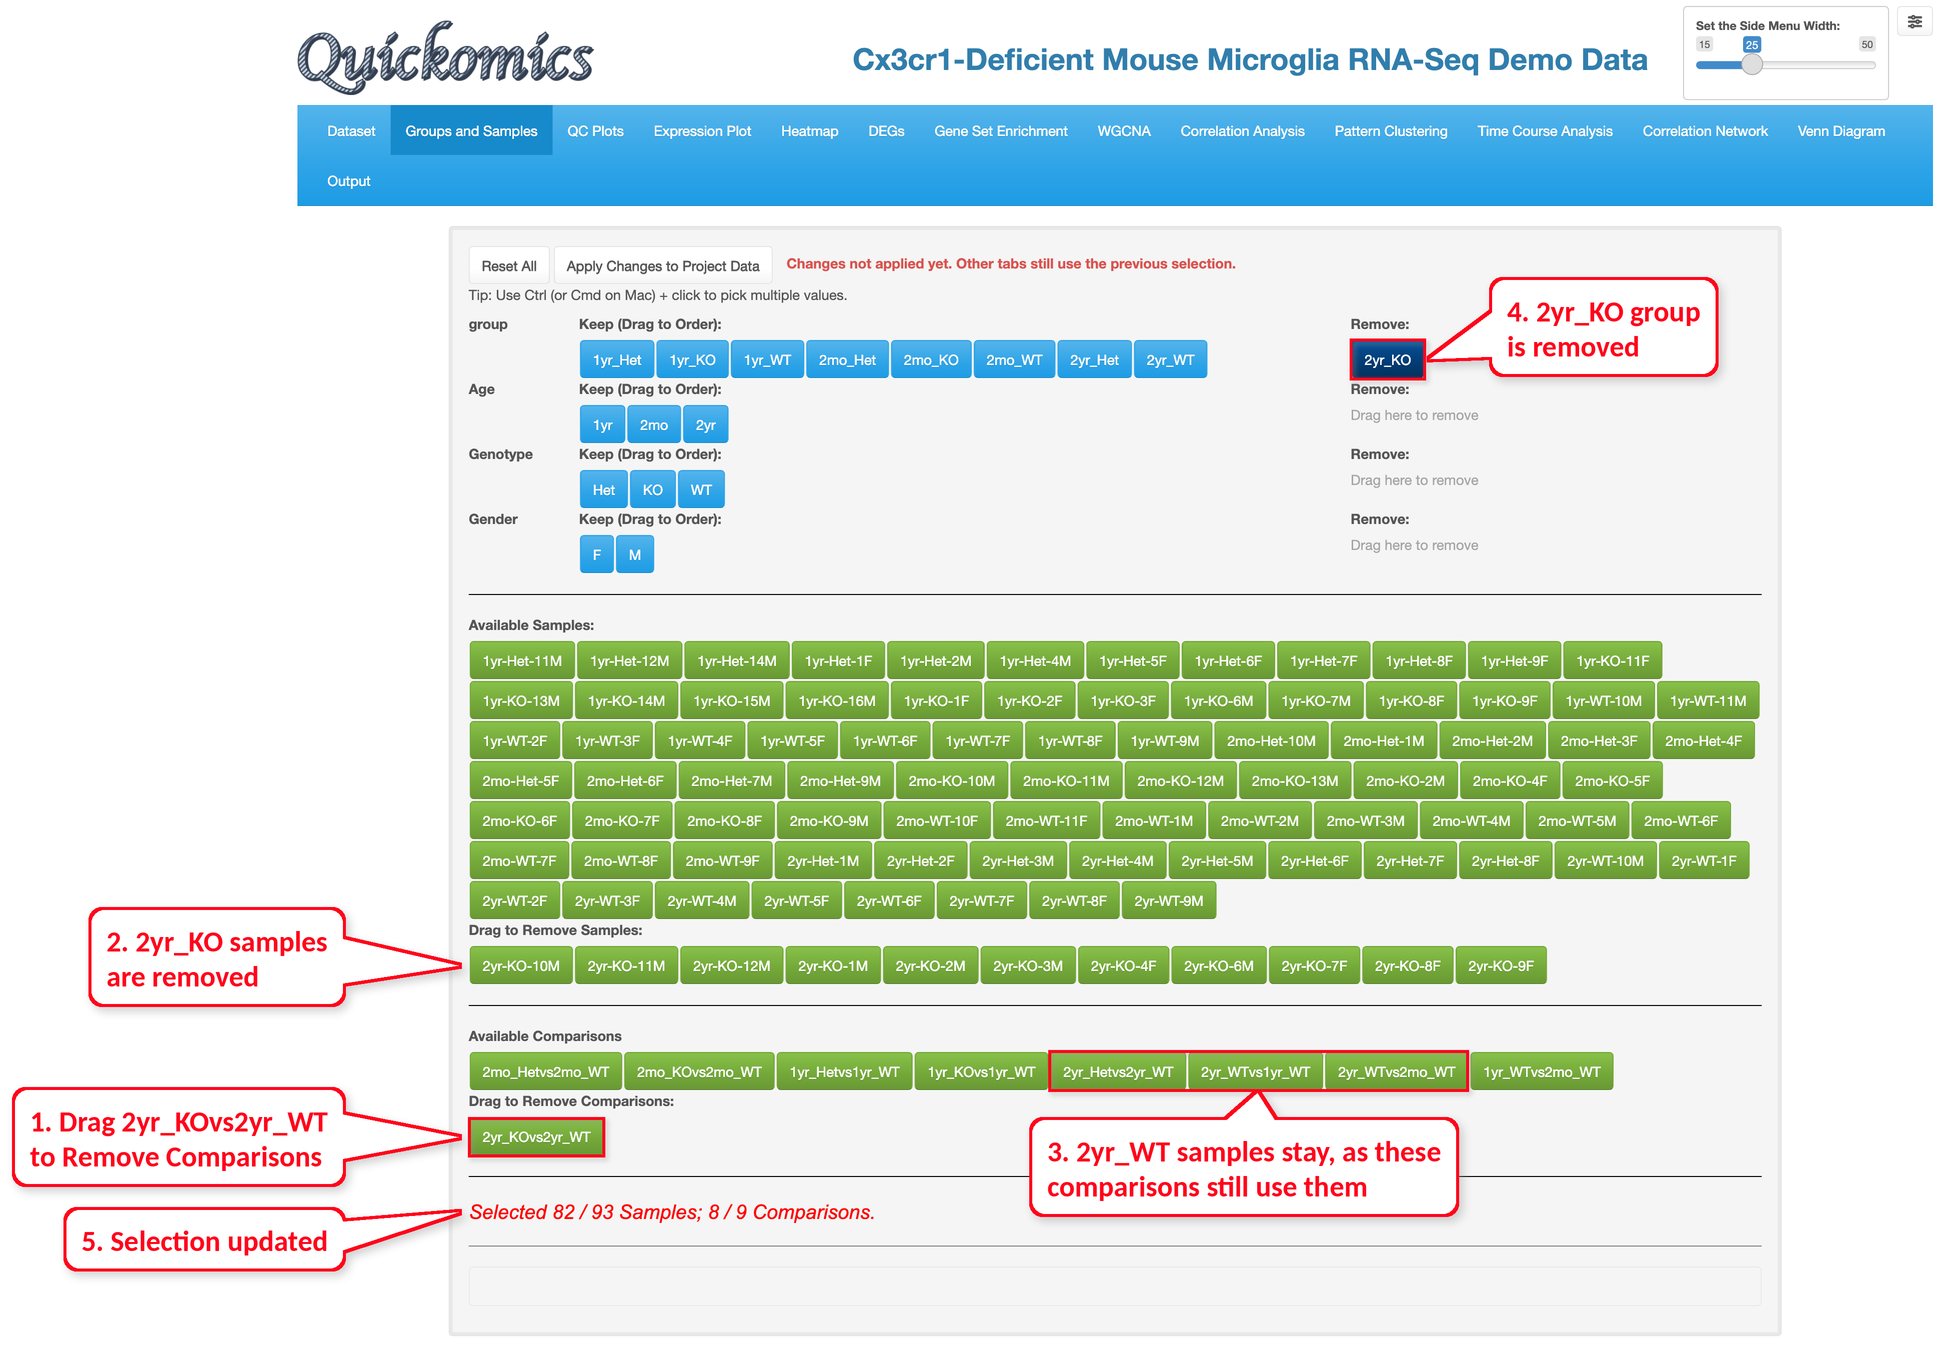 Quickomics
Cx3cr1-Deficient Mouse Microglia RNA-Seq Demo Data
Set the Side Menu Width:
15 25 50
Dataset Groups and Samples QC Plots Expression Plot Heatmap DEGs Gene Set Enrichment WGCNA Correlation Analysis Pattern Clustering Time Course Analysis Correlation Network Venn Diagram
Output
Reset All Apply Changes to Project Data Changes not applied yet. Other tabs still use the previous selection.
Tip: Use Ctrl (or Cmd on Mac) + click to pick multiple values.
group Keep (Drag to Order): Remove:
1yr_Het 1yr_KO 1yr_WT 2mo_Het 2mo_KO 2mo_WT 2yr_Het 2yr_WT 2yr_KO
4. 2yr_KO group
is removed
Age Keep (Drag to Order): Remove:
1yr 2mo 2yr Drag here to remove
Genotype Keep (Drag to Order): Remove:
Het KO WT Drag here to remove
Gender Keep (Drag to Order): Remove:
F M Drag here to remove
Available Samples:
1yr-Het-11M 1yr-Het-12M 1yr-Het-14M 1yr-Het-1F 1yr-Het-2M 1yr-Het-4M 1yr-Het-5F 1yr-Het-6F 1yr-Het-7F 1yr-Het-8F 1yr-Het-9F 1yr-KO-11F
1yr-KO-13M 1yr-KO-14M 1yr-KO-15M 1yr-KO-16M 1yr-KO-1F 1yr-KO-2F 1yr-KO-3F 1yr-KO-6M 1yr-KO-7M 1yr-KO-8F 1yr-KO-9F 1yr-WT-10M 1yr-WT-11M
1yr-WT-2F 1yr-WT-3F 1yr-WT-4F 1yr-WT-5F 1yr-WT-6F 1yr-WT-7F 1yr-WT-8F 1yr-WT-9M 2mo-Het-10M 2mo-Het-1M 2mo-Het-2M 2mo-Het-3F 2mo-Het-4F
2mo-Het-5F 2mo-Het-6F 2mo-Het-7M 2mo-Het-9M 2mo-KO-10M 2mo-KO-11M 2mo-KO-12M 2mo-KO-13M 2mo-KO-2M 2mo-KO-4F 2mo-KO-5F
2mo-KO-6F 2mo-KO-7F 2mo-KO-8F 2mo-KO-9M 2mo-WT-10F 2mo-WT-11F 2mo-WT-1M 2mo-WT-2M 2mo-WT-3M 2mo-WT-4M 2mo-WT-5M 2mo-WT-6F
2mo-WT-7F 2mo-WT-8F 2mo-WT-9F 2yr-Het-1M 2yr-Het-2F 2yr-Het-3M 2yr-Het-4M 2yr-Het-5M 2yr-Het-6F 2yr-Het-7F 2yr-Het-8F 2yr-WT-10M 2yr-WT-1F
2yr-WT-2F 2yr-WT-3F 2yr-WT-4M 2yr-WT-5F 2yr-WT-6F 2yr-WT-7F 2yr-WT-8F 2yr-WT-9M
Drag to Remove Samples:
2yr-KO-10M 2yr-KO-11M 2yr-KO-12M 2yr-KO-1M 2yr-KO-2M 2yr-KO-3M 2yr-KO-4F 2yr-KO-6M 2yr-KO-7F 2yr-KO-8F 2yr-KO-9F
2. 2yr_KO samples
are removed
Available Comparisons
2mo_Hetvs2mo_WT 2mo_KOvs2mo_WT 1yr_Hetvs1yr_WT 1yr_KOvs1yr_WT 2yr_Hetvs2yr_WT 2yr_WTvs1yr_WT 2yr_WTvs2mo_WT 1yr_WTvs2mo_WT
Drag to Remove Comparisons:
2yr_KOvs2yr_WT
1. Drag 2yr_KOvs2yr_WT
to Remove Comparisons
3. 2yr_WT samples stay, as these
comparisons still use them
Selected 82 / 93 Samples; 8 / 9 Comparisons.
5. Selection updated